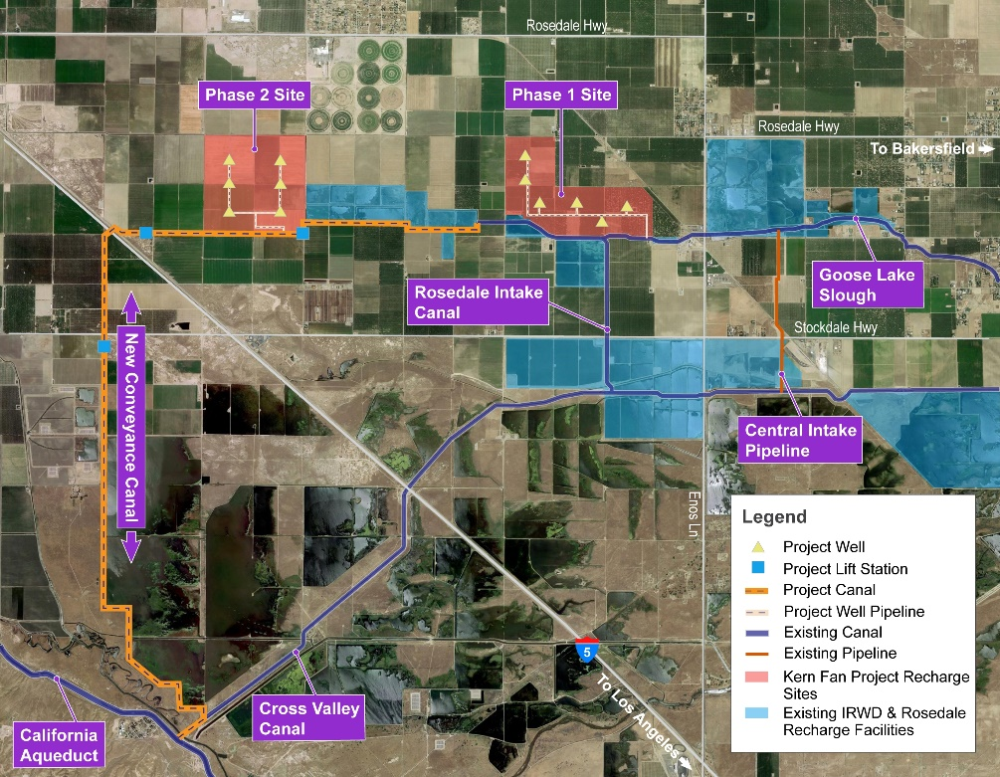 Rosedale Hwy
Phase 2 Site
Phase 1 Site
Rosedale Hwy
To Bakersfield
Rosedale Intake
Canal
Goose Lake
Slough
Stockdale Hwy
New Conveyance Canal
Central Intake
Pipeline
Enos Ln
Legend
Project Well
Project Lift Station
Project Canal
Project Well Pipeline
Existing Canal
Existing Pipeline
Kern Fan Project Recharge
Sites
Existing IRWD & Rosedale
Recharge Facilities
5
To Los Angeles
Cross Valley
Canal
California
Aqueduct